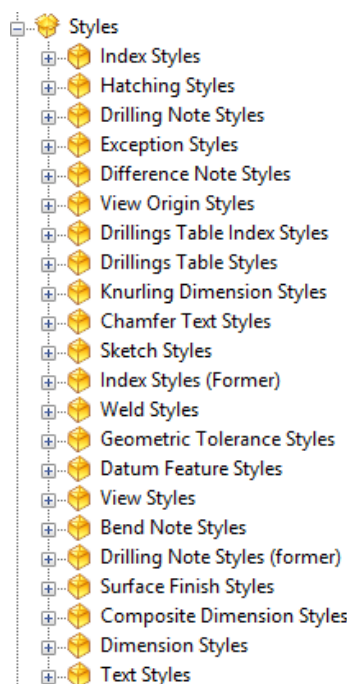 Styles
Index Styles
Hatching Styles
Drilling Note Styles
Exception Styles
Difference Note Styles
View Origin Styles
Drillings Table Index Styles
Drillings Table Styles
Knurling Dimension Styles
Chamfer Text Styles
Sketch Styles
Index Styles (Former)
Weld Styles
Geometric Tolerance Styles
Datum Feature Styles
View Styles
Bend Note Styles
Drilling Note Styles (former)
Surface Finish Styles
Composite Dimension Styles
Dimension Styles
Text Styles